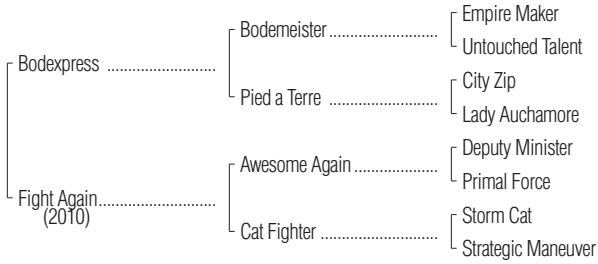 Empire Maker
Bodemeister ..............................
Untouched Talent
Bodexpress ..............................
City Zip
Pied a Terre ..............................
Lady Auchamore
Deputy Minister
Awesome Again .......................
Primal Force
Fight Again ..............................
(2010)
Storm Cat
Cat Fighter ..............................
Strategic Maneuver